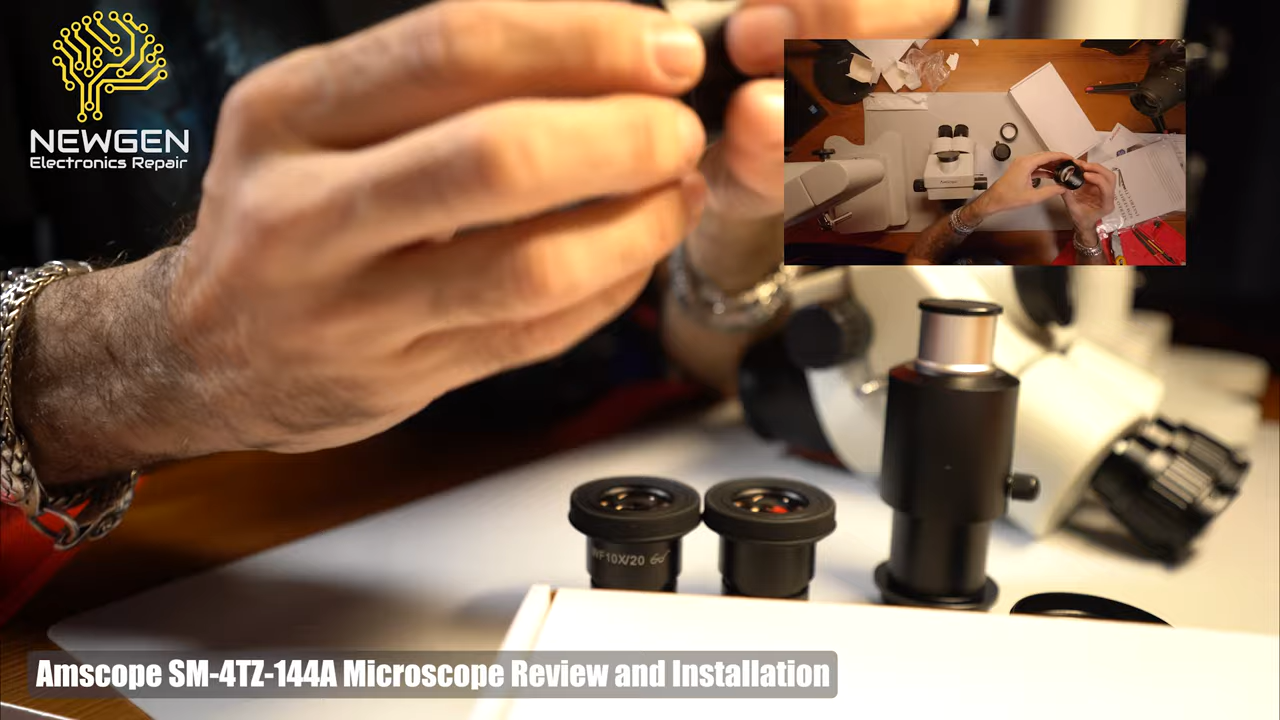 NEWGEN
Electronics Repair
WF10X/20
Amscope SM-4TZ-144A Microscope Review and Installation